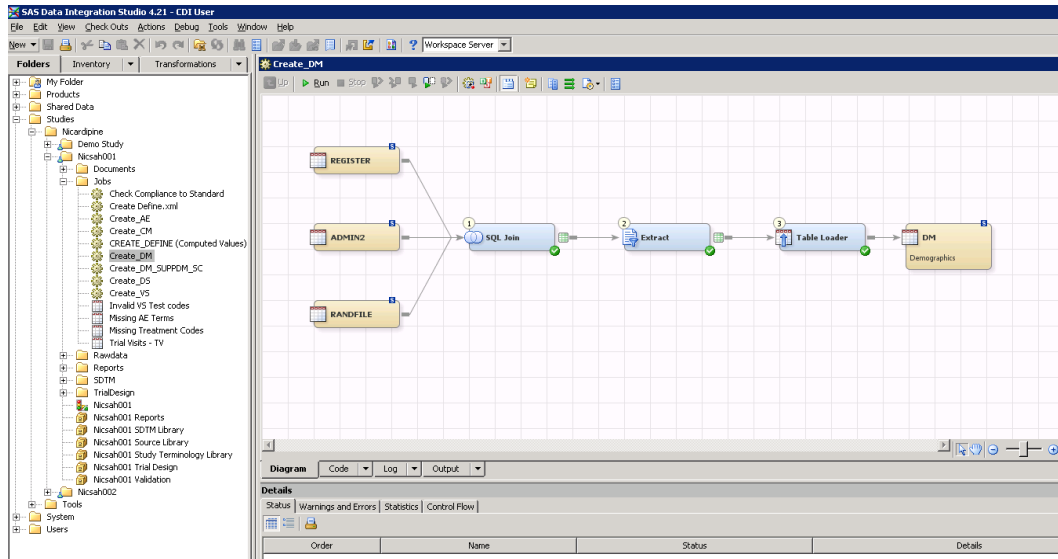 SAS Data Integration Studio 4.21 - CDI User
File Edit View Check Outs Actions Debug Tools Window Help
New Workspace Server
Folders Inventory Transformations
My Folder
Products
Shared Data
Studies
Nicardipine
Demo Study
Nicsah001
Documents
Jobs
Check Compliance to Standard
Create Define.xml
Create_AE
Create_CM
CREATE_DEFINE (Computed Values)
Create_DM
Create_DM_SUPPDM_SC
Create_DS
Create_VS
Invalid VS Test codes
Missing AE Terms
Missing Treatment Codes
Trial Visits - TV
Rawdata
Reports
SDTM
TrialDesign
Nicsah001
Nicsah001 Reports
Nicsah001 SDTM Library
Nicsah001 Source Library
Nicsah001 Study Terminology Library
Nicsah001 Trial Design
Nicsah001 Validation
Nicsah002
Tools
System
Users
Create_DM
Up Run Stop
REGISTER
ADMIN2
RANDFILE
1
SQL Join
2
Extract
3
Table Loader
DM
Demographics
Diagram Code Log Output
Details
Status Warnings and Errors Statistics Control Flow
Order Name Status Details